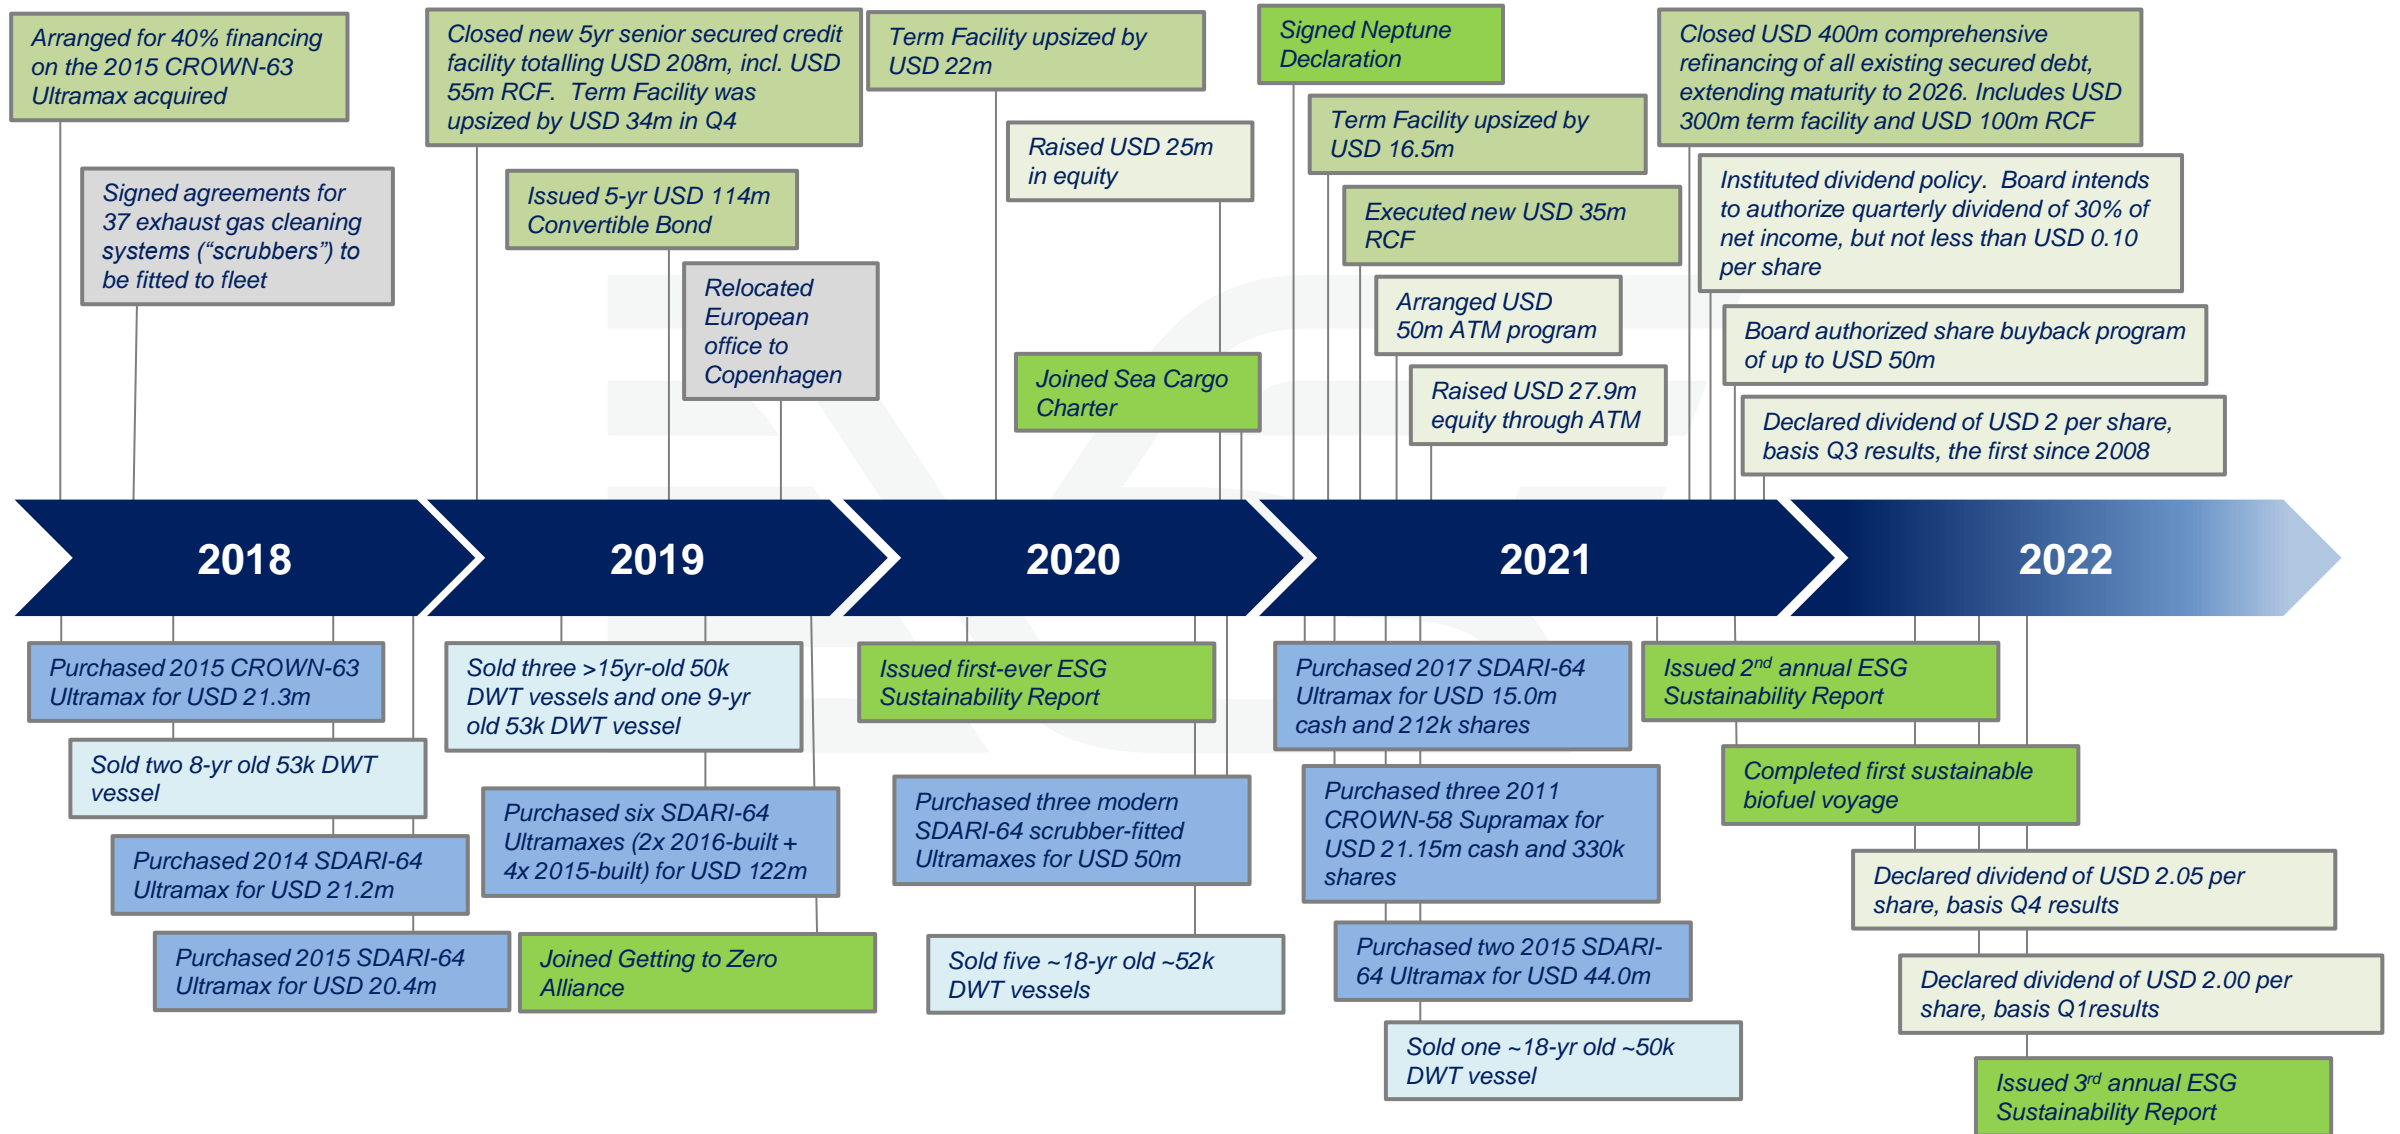 Arranged for 40% financing
on the 2015 CROWN-63
Ultramax acquired
Signed agreements for
37 exhaust gas cleaning
systems (“scrubbers”) to
be fitted to fleet
Closed new 5yr senior secured credit
facility totalling USD 208m, incl. USD
55m RCF.  Term Facility was
upsized by USD 34m in Q4
Issued 5-yr USD 114m
Convertible Bond
Relocated
European
office to
Copenhagen
Term Facility upsized by
USD 22m
Raised USD 25m
in equity
Joined Sea Cargo
Charter
Signed Neptune
Declaration
Term Facility upsized by
USD 16.5m
Executed new USD 35m
RCF
Arranged USD
50m ATM program
Raised USD 27.9m
equity through ATM
Closed USD 400m comprehensive
refinancing of all existing secured debt,
extending maturity to 2026. Includes USD
300m term facility and USD 100m RCF
Instituted dividend policy.  Board intends
to authorize quarterly dividend of 30% of
net income, but not less than USD 0.10
per share
Board authorized share buyback program
of up to USD 50m
Declared dividend of USD 2 per share,
basis Q3 results, the first since 2008
2018
2019
2020
2021
2022
Purchased 2015 CROWN-63
Ultramax for USD 21.3m
Sold two 8-yr old 53k DWT
vessel
Purchased 2014 SDARI-64
Ultramax for USD 21.2m
Purchased 2015 SDARI-64
Ultramax for USD 20.4m
Sold three >15yr-old 50k
DWT vessels and one 9-yr
old 53k DWT vessel
Purchased six SDARI-64
Ultramaxes (2x 2016-built +
4x 2015-built) for USD 122m
Joined Getting to Zero
Alliance
Issued first-ever ESG
Sustainability Report
Purchased three modern
SDARI-64 scrubber-fitted
Ultramaxes for USD 50m
Sold five ~18-yr old ~52k
DWT vessels
Purchased 2017 SDARI-64
Ultramax for USD 15.0m
cash and 212k shares
Purchased three 2011
CROWN-58 Supramax for
USD 21.15m cash and 330k
shares
Purchased two 2015 SDARI-
64 Ultramax for USD 44.0m
Sold one ~18-yr old ~50k
DWT vessel
Issued 2nd annual ESG
Sustainability Report
Completed first sustainable
biofuel voyage
Declared dividend of USD 2.05 per
share, basis Q4 results
Declared dividend of USD 2.00 per
share, basis Q1results
Issued 3rd annual ESG
Sustainability Report